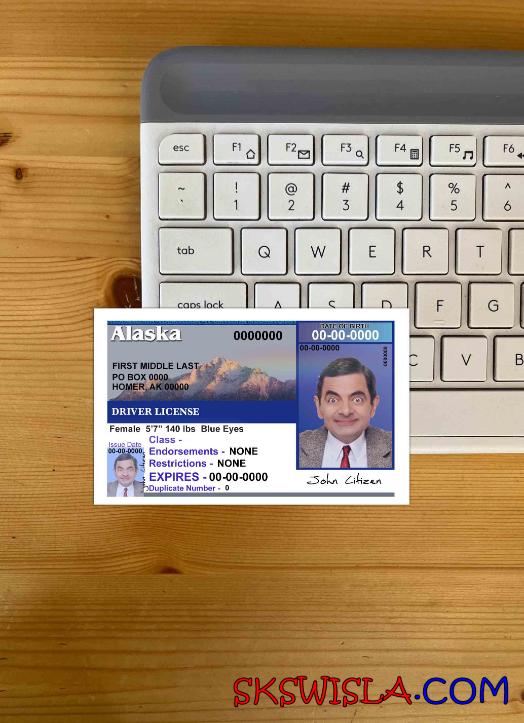 esc F1 F2 F3 F4 F5 F6
~ ! @ # $ % ^
` 1 2 3 4 5 6
tab Q W E R T
caps lock A S D F G
C V B
Alaska 0000000
DATE OF BIRTH
00-00-0000
00-00-0000
000000
FIRST MIDDLE LAST
PO BOX 0000
HOMER, AK 00000
DRIVER LICENSE
Female 5'7" 140 lbs Blue Eyes
Issue Date
00-00-0000
Class -
Endorsements - NONE
Restrictions - NONE
EXPIRES - 00-00-0000
Duplicate Number - 0
John Citizen
SKSWISLA.COM